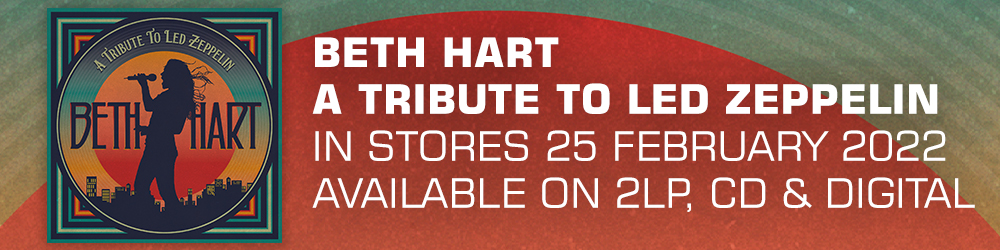 A Tribute To Led Zeppelin
BETH HART
BETH HART
A TRIBUTE TO LED ZEPPELIN
IN STORES 25 FEBRUARY 2022
AVAILABLE ON 2LP, CD & DIGITAL